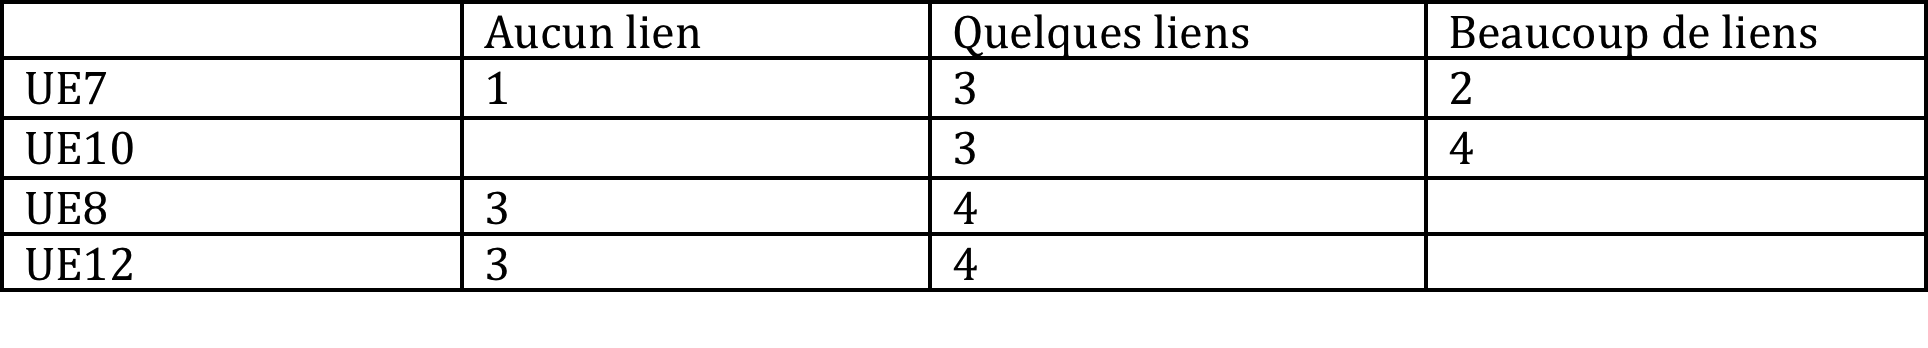 Aucun lien Quelques liens Beaucoup de liens
UE7 1 3 2
UE10 3 4
UE8 3 4
UE12 3 4